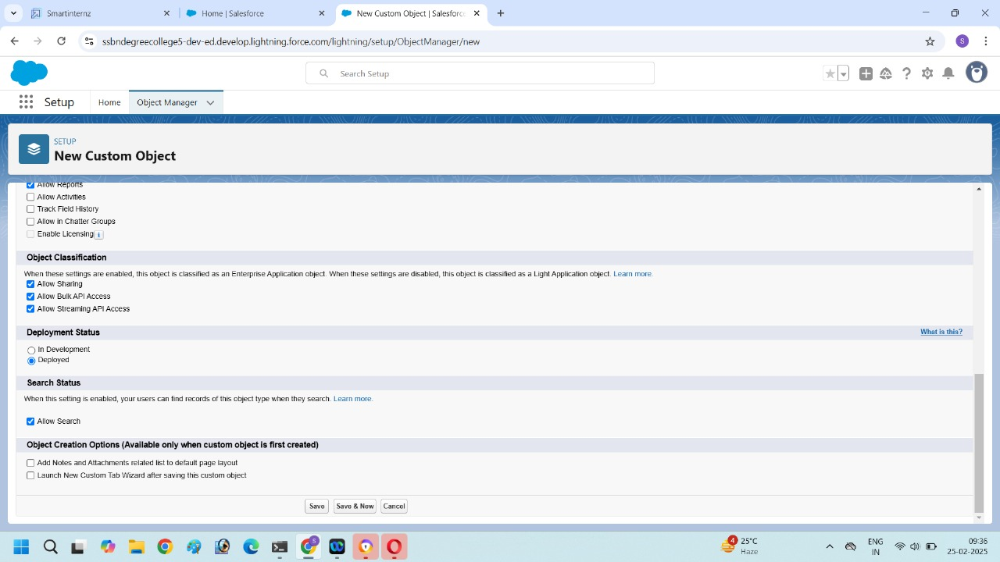 Smartinternz
Home | Salesforce
New Custom Object | Salesforc
ssbndegreecollege5-dev-ed.develop.lightning.force.com/lightning/setup/ObjectManager/new
S
Search Setup
Setup
Home
Object Manager
SETUP
New Custom Object
Allow Reports
Allow Activities
Track Field History
Allow in Chatter Groups
Enable Licensing i
Object Classification
When these settings are enabled, this object is classified as an Enterprise Application object. When these settings are disabled, this object is classified as a Light Application object. Learn more.
Allow Sharing
Allow Bulk API Access
Allow Streaming API Access
Deployment Status
What is this?
In Development
Deployed
Search Status
When this setting is enabled, your users can find records of this object type when they search. Learn more.
Allow Search
Object Creation Options (Available only when custom object is first created)
Add Notes and Attachments related list to default page layout
Launch New Custom Tab Wizard after saving this custom object
Save
Save & New
Cancel
S
4
25°C
Haze
ENG
IN
09:36
25-02-2025